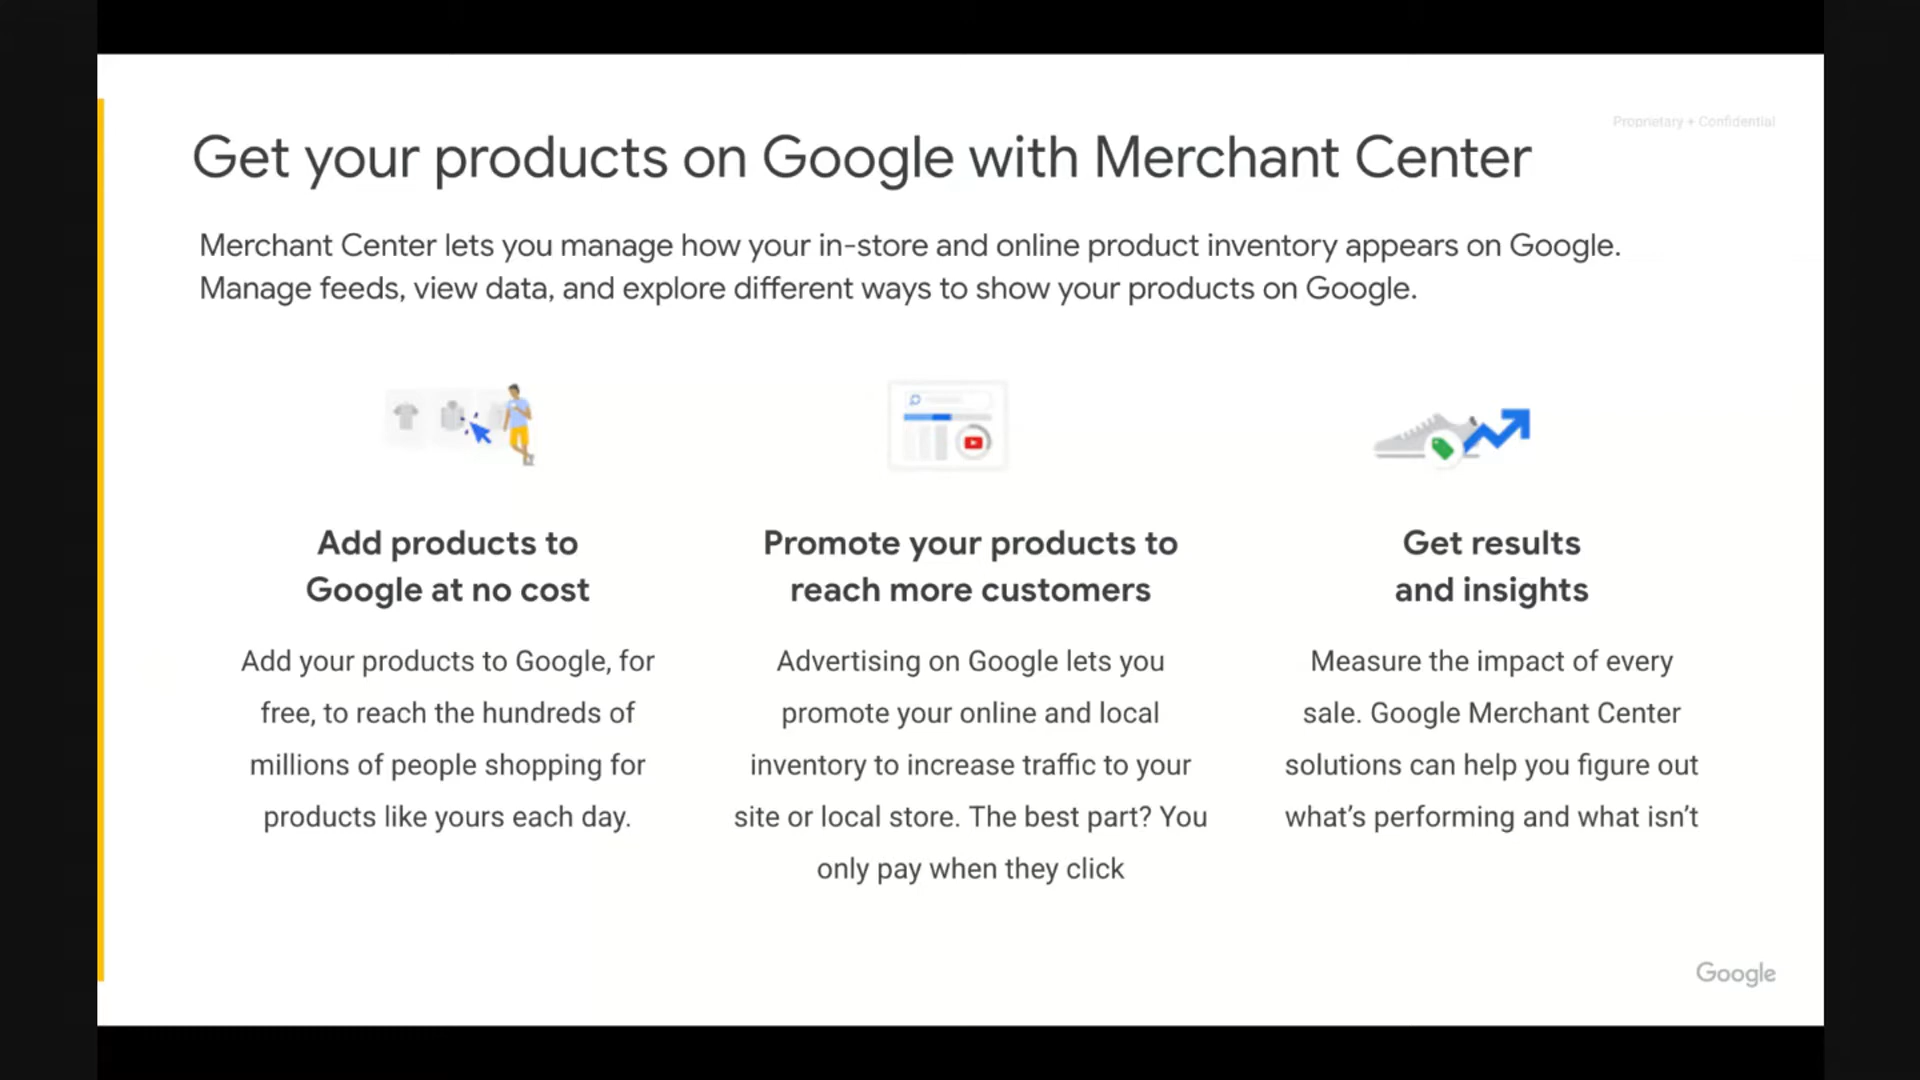 Proprietary + Confidential
Get your products on Google with Merchant Center
Merchant Center lets you manage how your in-store and online product inventory appears on Google.
Manage feeds, view data, and explore different ways to show your products on Google.
Add products to
Google at no cost
Add your products to Google, for
free, to reach the hundreds of
millions of people shopping for
products like yours each day.
Promote your products to
reach more customers
Advertising on Google lets you
promote your online and local
inventory to increase traffic to your
site or local store. The best part? You
only pay when they click
Get results
and insights
Measure the impact of every
sale. Google Merchant Center
solutions can help you figure out
what's performing and what isn't
Google